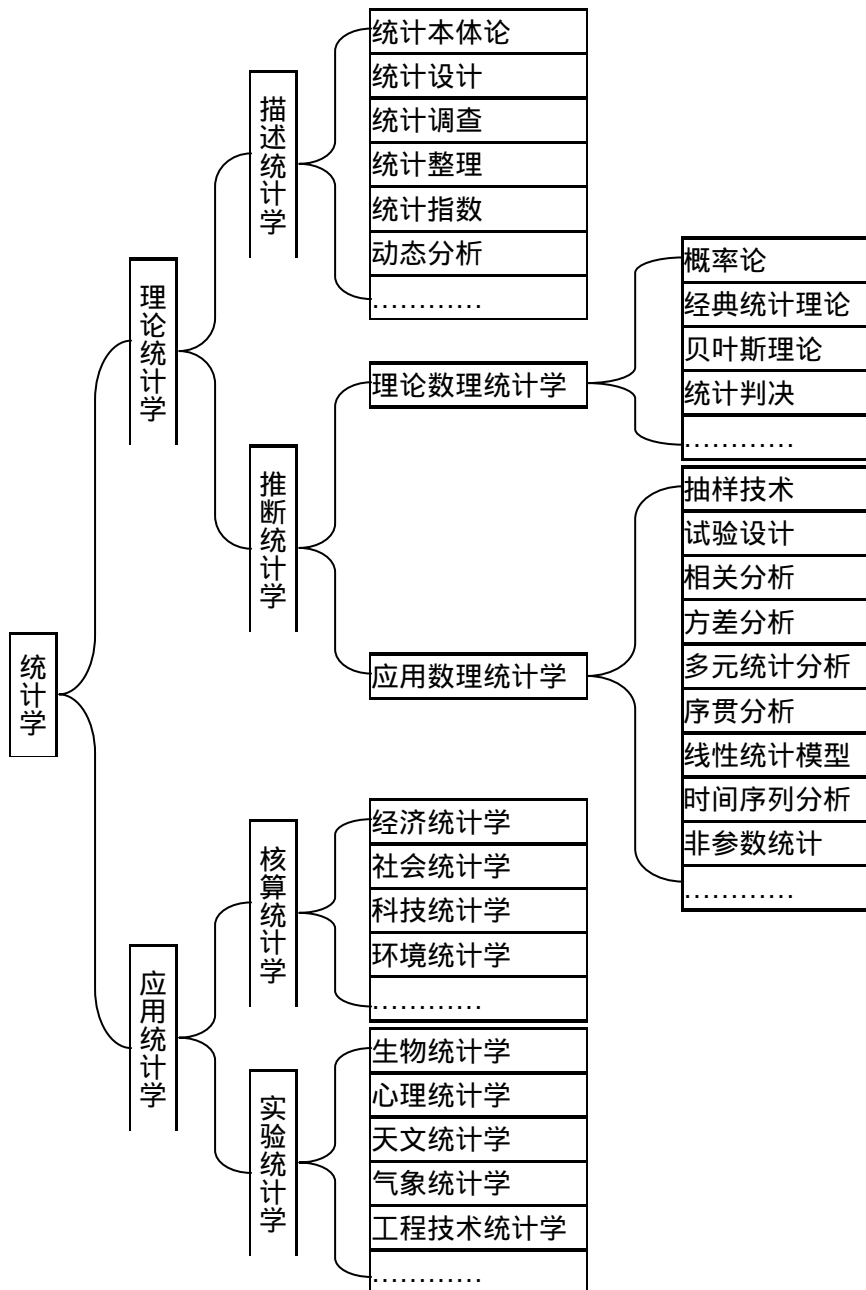 统计学
理论统计学
描述统计学
统计本体论
统计设计
统计调查
统计整理
统计指数
动态分析
…………
推断统计学
理论数理统计学
概率论
经典统计理论
贝叶斯理论
统计判决
…………
应用数理统计学
抽样技术
试验设计
相关分析
方差分析
多元统计分析
序贯分析
线性统计模型
时间序列分析
非参数统计
…………
应用统计学
核算统计学
经济统计学
社会统计学
科技统计学
环境统计学
…………
实验统计学
生物统计学
心理统计学
天文统计学
气象统计学
工程技术统计学
…………